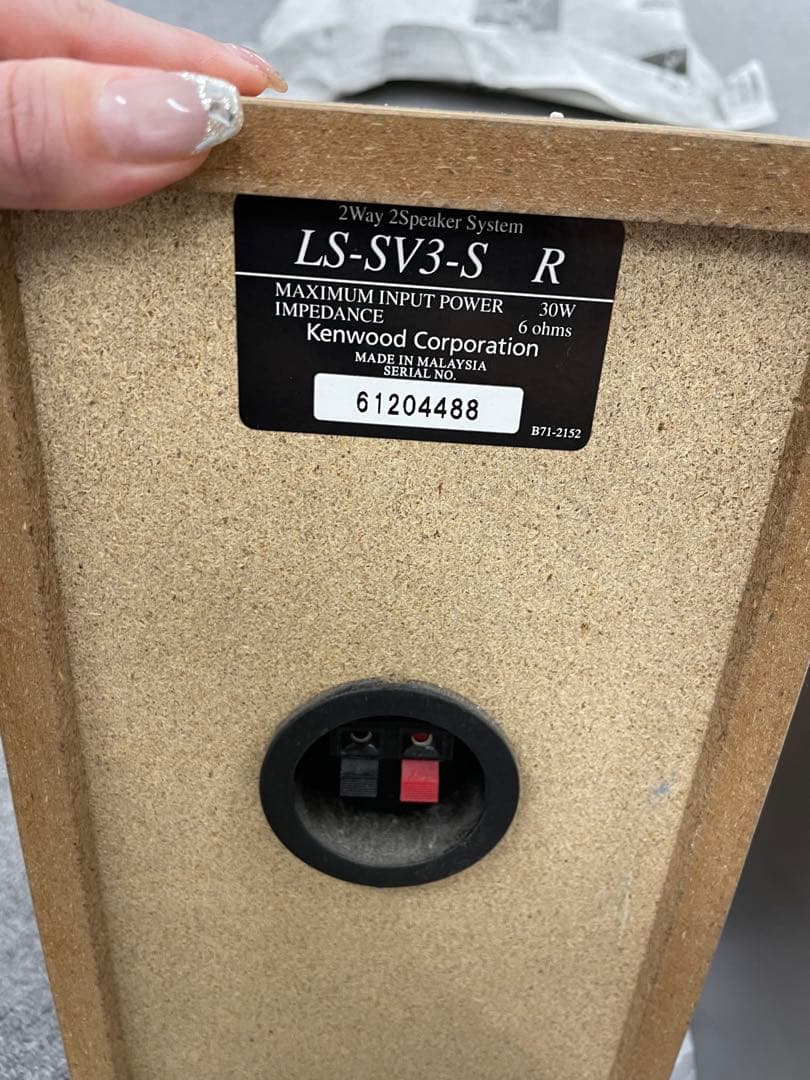 2Way 2Speaker System
LS-SV3-S R
MAXIMUM INPUT POWER 30W
IMPEDANCE 6 ohms
Kenwood Corporation
MADE IN MALAYSIA
SERIAL NO.
61204488
B71-2152